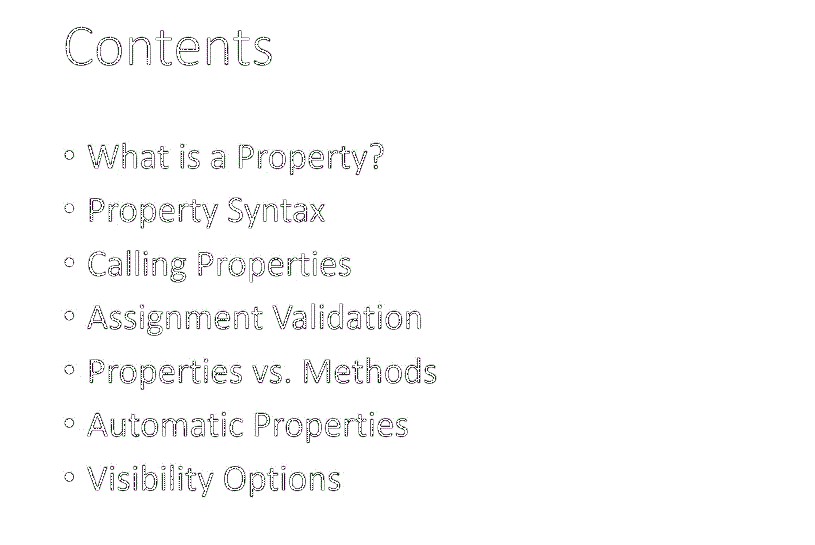 Contents
• What is a Property?
• Property Syntax
• Calling Properties
• Assignment Validation
• Properties vs. Methods
• Automatic Properties
• Visibility Options